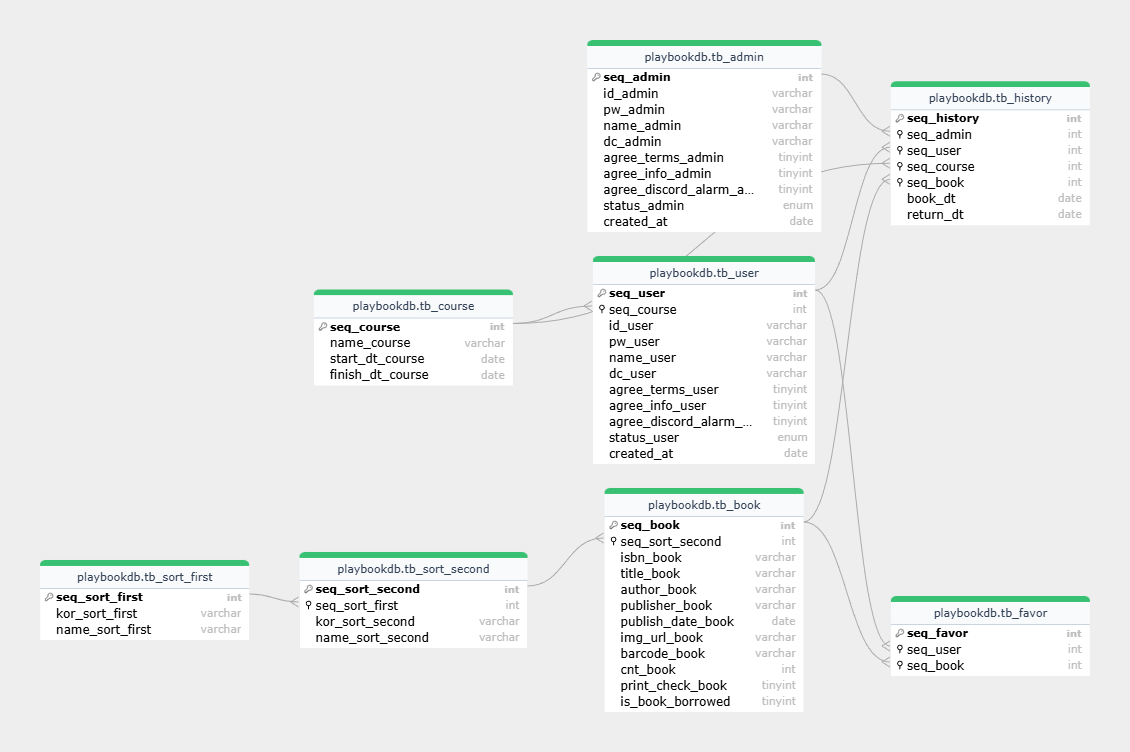 playbookdb.tb_admin
seq_admin int
id_admin varchar
pw_admin varchar
name_admin varchar
dc_admin varchar
agree_terms_admin tinyint
agree_info_admin tinyint
agree_discord_alarm_a... tinyint
status_admin enum
created_at date
playbookdb.tb_history
seq_history int
seq_admin int
seq_user int
seq_course int
seq_book int
book_dt date
return_dt date
playbookdb.tb_course
seq_course int
name_course varchar
start_dt_course date
finish_dt_course date
playbookdb.tb_user
seq_user int
seq_course int
id_user varchar
pw_user varchar
name_user varchar
dc_user varchar
agree_terms_user tinyint
agree_info_user tinyint
agree_discord_alarm_... tinyint
status_user enum
created_at date
playbookdb.tb_sort_first
seq_sort_first int
kor_sort_first varchar
name_sort_first varchar
playbookdb.tb_sort_second
seq_sort_second int
seq_sort_first int
kor_sort_second varchar
name_sort_second varchar
playbookdb.tb_book
seq_book int
seq_sort_second int
isbn_book varchar
title_book varchar
author_book varchar
publisher_book varchar
publish_date_book date
img_url_book varchar
barcode_book varchar
cnt_book int
print_check_book tinyint
is_book_borrowed tinyint
playbookdb.tb_favor
seq_favor int
seq_user int
seq_book int